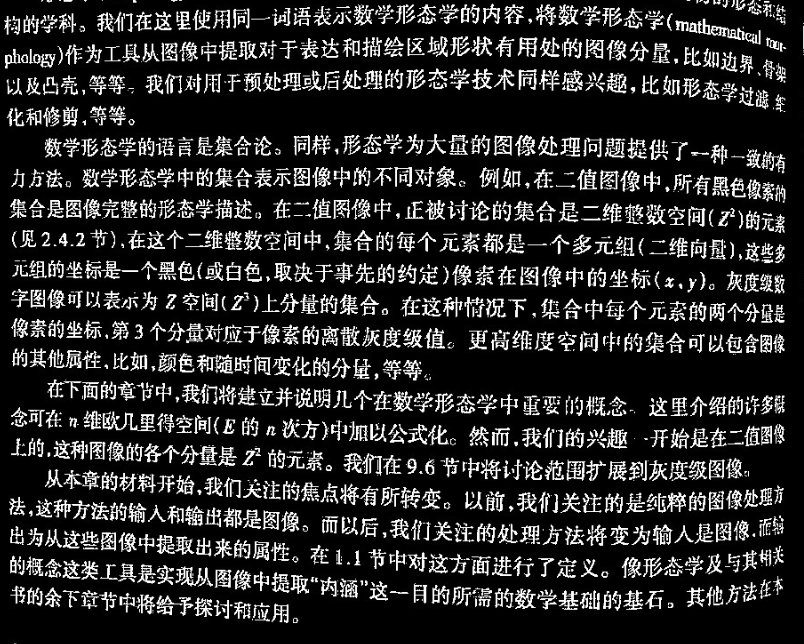 的形态和结
构的学科。我们在这里使用同一词语表示数学形态学的内容,将数学形态学(mathematical mor-
phology)作为工具从图像中提取对于表达和描绘区域形状有用处的图像分量,比如边界、骨架
以及凸壳,等等。我们对用于预处理或后处理的形态学技术同样感兴趣,比如形态学过滤、细
化和修剪,等等。
数学形态学的语言是集合论。同样,形态学为大量的图像处理问题提供了一种一致的有
力方法。数学形态学中的集合表示图像中的不同对象。例如,在二值图像中,所有黑色像素的
集合是图像完整的形态学描述。在二值图像中,正被讨论的集合是二维整数空间(Z²)的元素
(见2.4.2节),在这个二维整数空间中,集合的每个元素都是一个多元组(二维向量),这些多
元组的坐标是一个黑色(或白色,取决于事先的约定)像素在图像中的坐标(x,y)。灰度级数
字图像可以表示为 Z 空间(Z³)上分量的集合。在这种情况下,集合中每个元素的两个分量是
像素的坐标,第3个分量对应于像素的离散灰度级值。更高维度空间中的集合可以包含图像
的其他属性,比如,颜色和随时间变化的分量,等等。
在下面的章节中,我们将建立并说明几个在数学形态学中重要的概念。这里介绍的许多概
念可在 n 维欧几里得空间(E 的 n 次方)中加以公式化。然而,我们的兴趣一开始是在二值图像
上的,这种图像的各个分量是 Z² 的元素。我们在9.6节中将讨论范围扩展到灰度级图像。
从本章的材料开始,我们关注的焦点将有所转变。以前,我们关注的是纯粹的图像处理方
法,这种方法的输入和输出都是图像。而以后,我们关注的处理方法将变为输入是图像,而输
出为从这些图像中提取出来的属性。在1.1节中对这方面进行了定义。像形态学及与其相关
的概念这类工具是实现从图像中提取“内涵”这一目的所需的数学基础的基石。其他方法在本
书的余下章节中将给予探讨和应用。